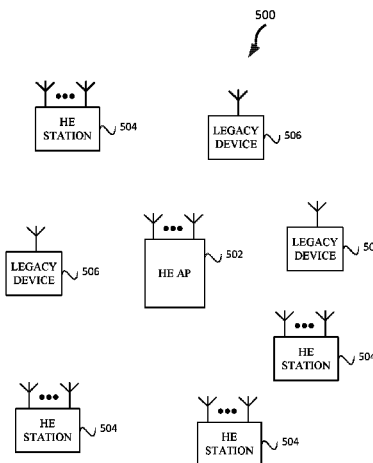 500
HE
STATION
504
LEGACY
DEVICE
506
LEGACY
DEVICE
506
HE AP
502
LEGACY
DEVICE
50
HE
STATION
504
HE
STATION
504
HE
STATION
504